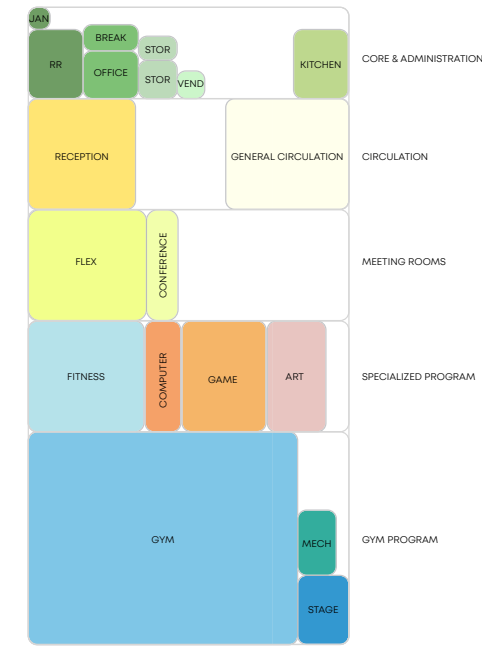 JAN
BREAK
STOR
RR
OFFICE
STOR
VEND
KITCHEN
CORE & ADMINISTRATION
RECEPTION
GENERAL CIRCULATION
CIRCULATION
FLEX
CONFERENCE
MEETING ROOMS
FITNESS
COMPUTER
GAME
ART
SPECIALIZED PROGRAM
GYM
MECH
STAGE
GYM PROGRAM